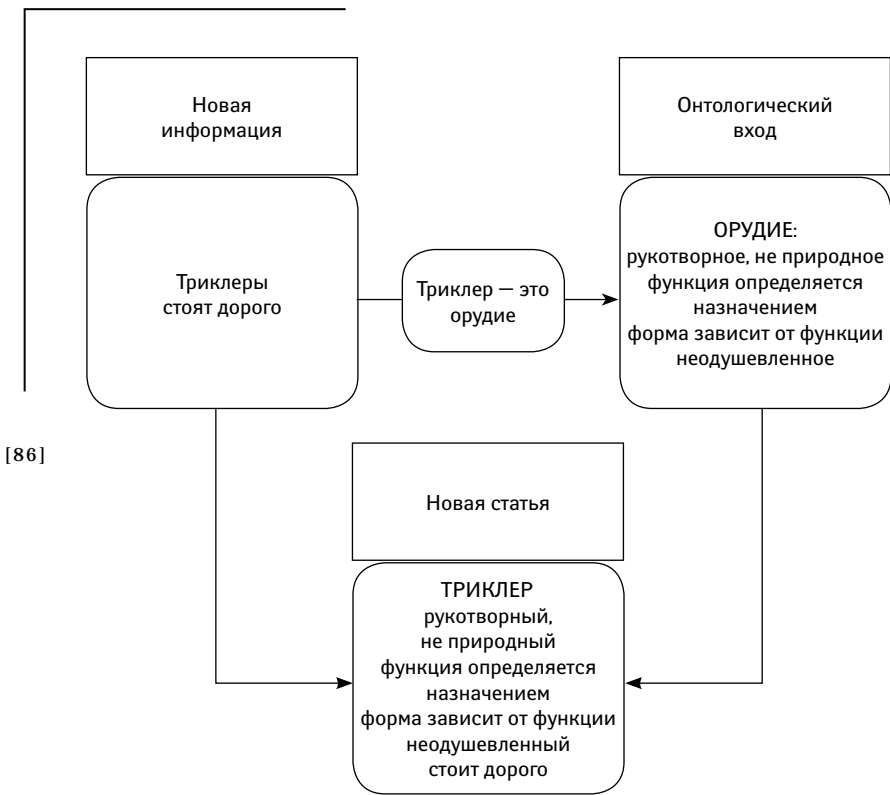 Новая
информация
Онтологический
вход
Триклеры
стоят дорого
Триклер — это
орудие
ОРУДИЕ:
рукотворное, не природное
функция определяется
назначением
форма зависит от функции
неодушевленное
[86]
Новая статья
ТРИКЛЕР
рукотворный,
не природный
функция определяется
назначением
форма зависит от функции
неодушевленный
стоит дорого